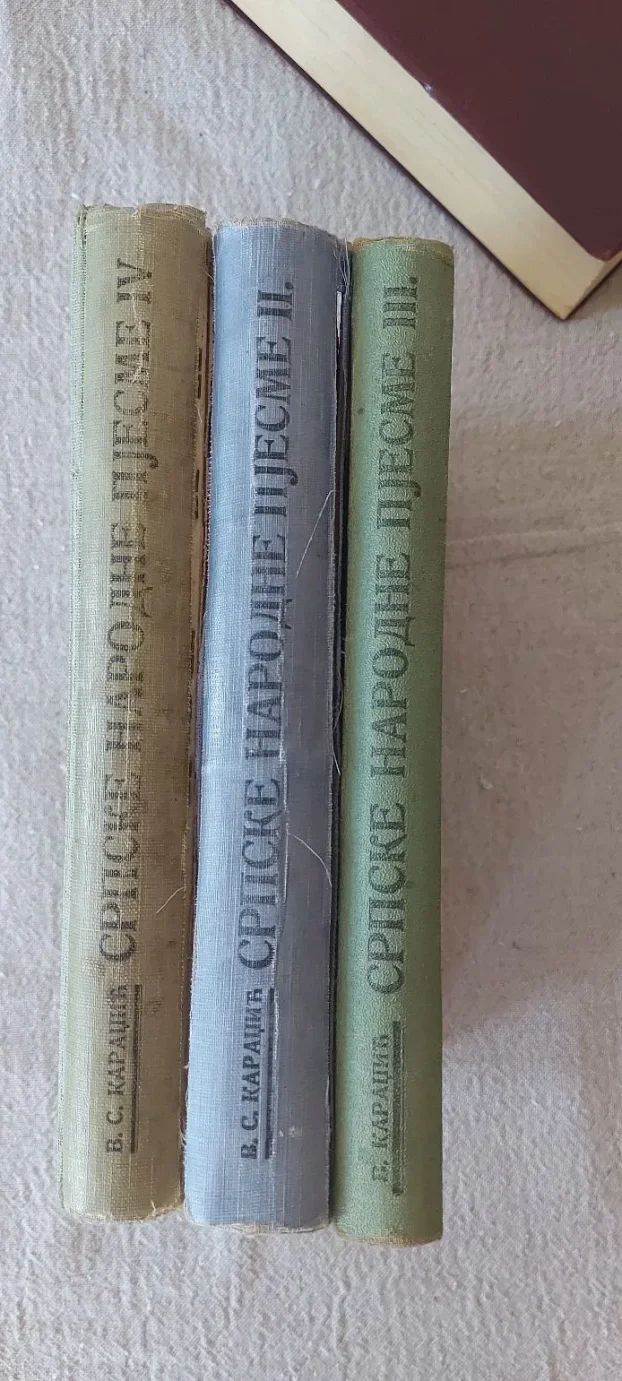 В. С. КАРАЏИЋ СРПСКЕ НАРОДНЕ ПЈЕСМЕ IV
В. С. КАРАЏИЋ СРПСКЕ НАРОДНЕ ПЈЕСМЕ II.
В. КАРАЏИЋ СРПСКЕ НАРОДНЕ ПЈЕСМЕ III.